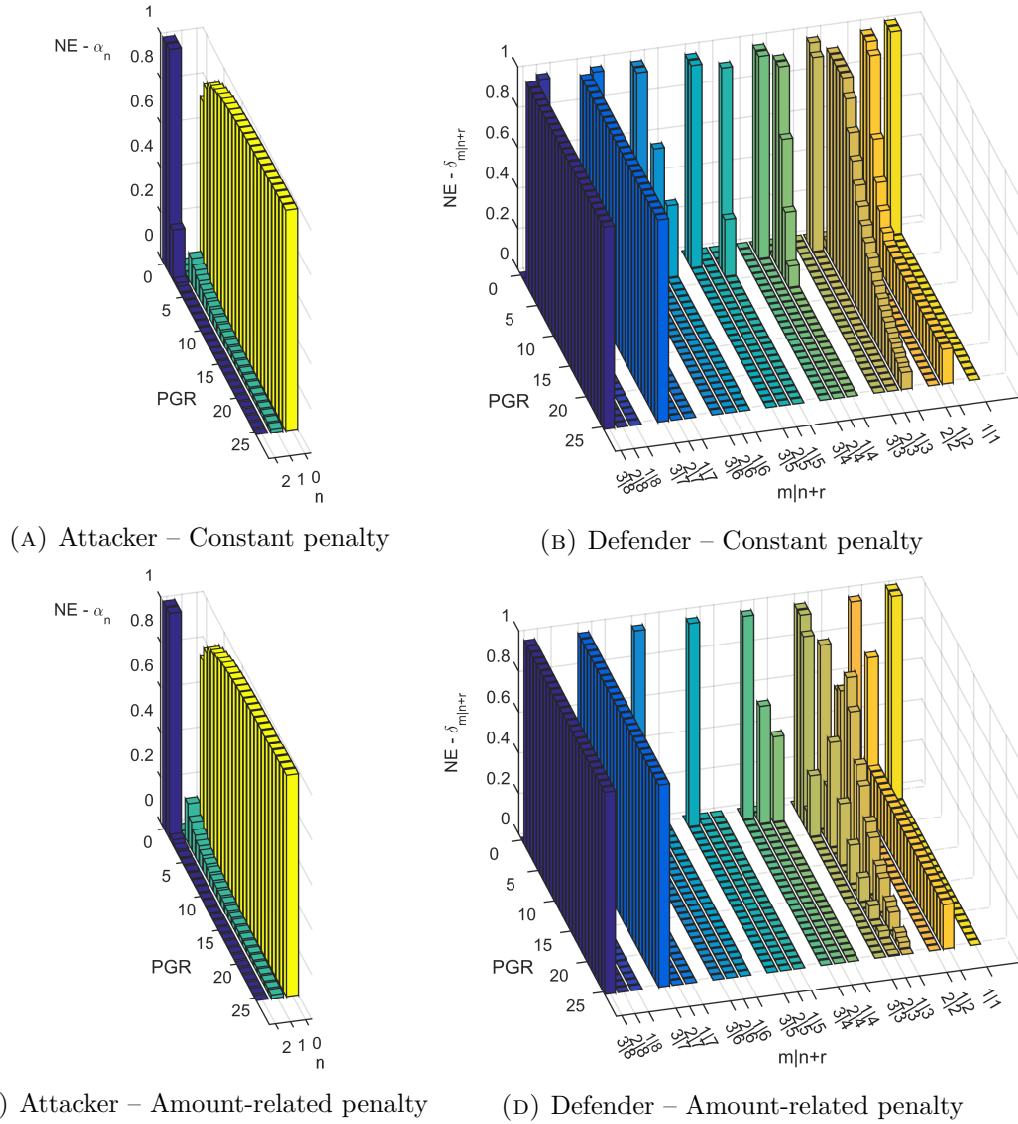 NE - αn
1
0.8
0.6
0.4
0.2
0
0
5
10
15
20
25
PGR
2 1 0
n
NE - δm|n+r
1
0.8
0.6
0.4
0.2
0
0
5
10
15
20
25
PGR
3|8 2|8 1|8 3|7 2|7 1|7 3|6 2|6 1|6 3|5 2|5 1|5 3|4 2|4 1|4 3|3 2|3 1|3 2|2 1|2 1|1
m|n+r
(A) Attacker – Constant penalty
(B) Defender – Constant penalty
NE - αn
1
0.8
0.6
0.4
0.2
0
0
5
10
15
20
25
PGR
2 1 0
n
NE - δm|n+r
1
0.8
0.6
0.4
0.2
0
0
5
10
15
20
25
PGR
3|8 2|8 1|8 3|7 2|7 1|7 3|6 2|6 1|6 3|5 2|5 1|5 3|4 2|4 1|4 3|3 2|3 1|3 2|2 1|2 1|1
m|n+r
) Attacker – Amount-related penalty
(D) Defender – Amount-related penalty